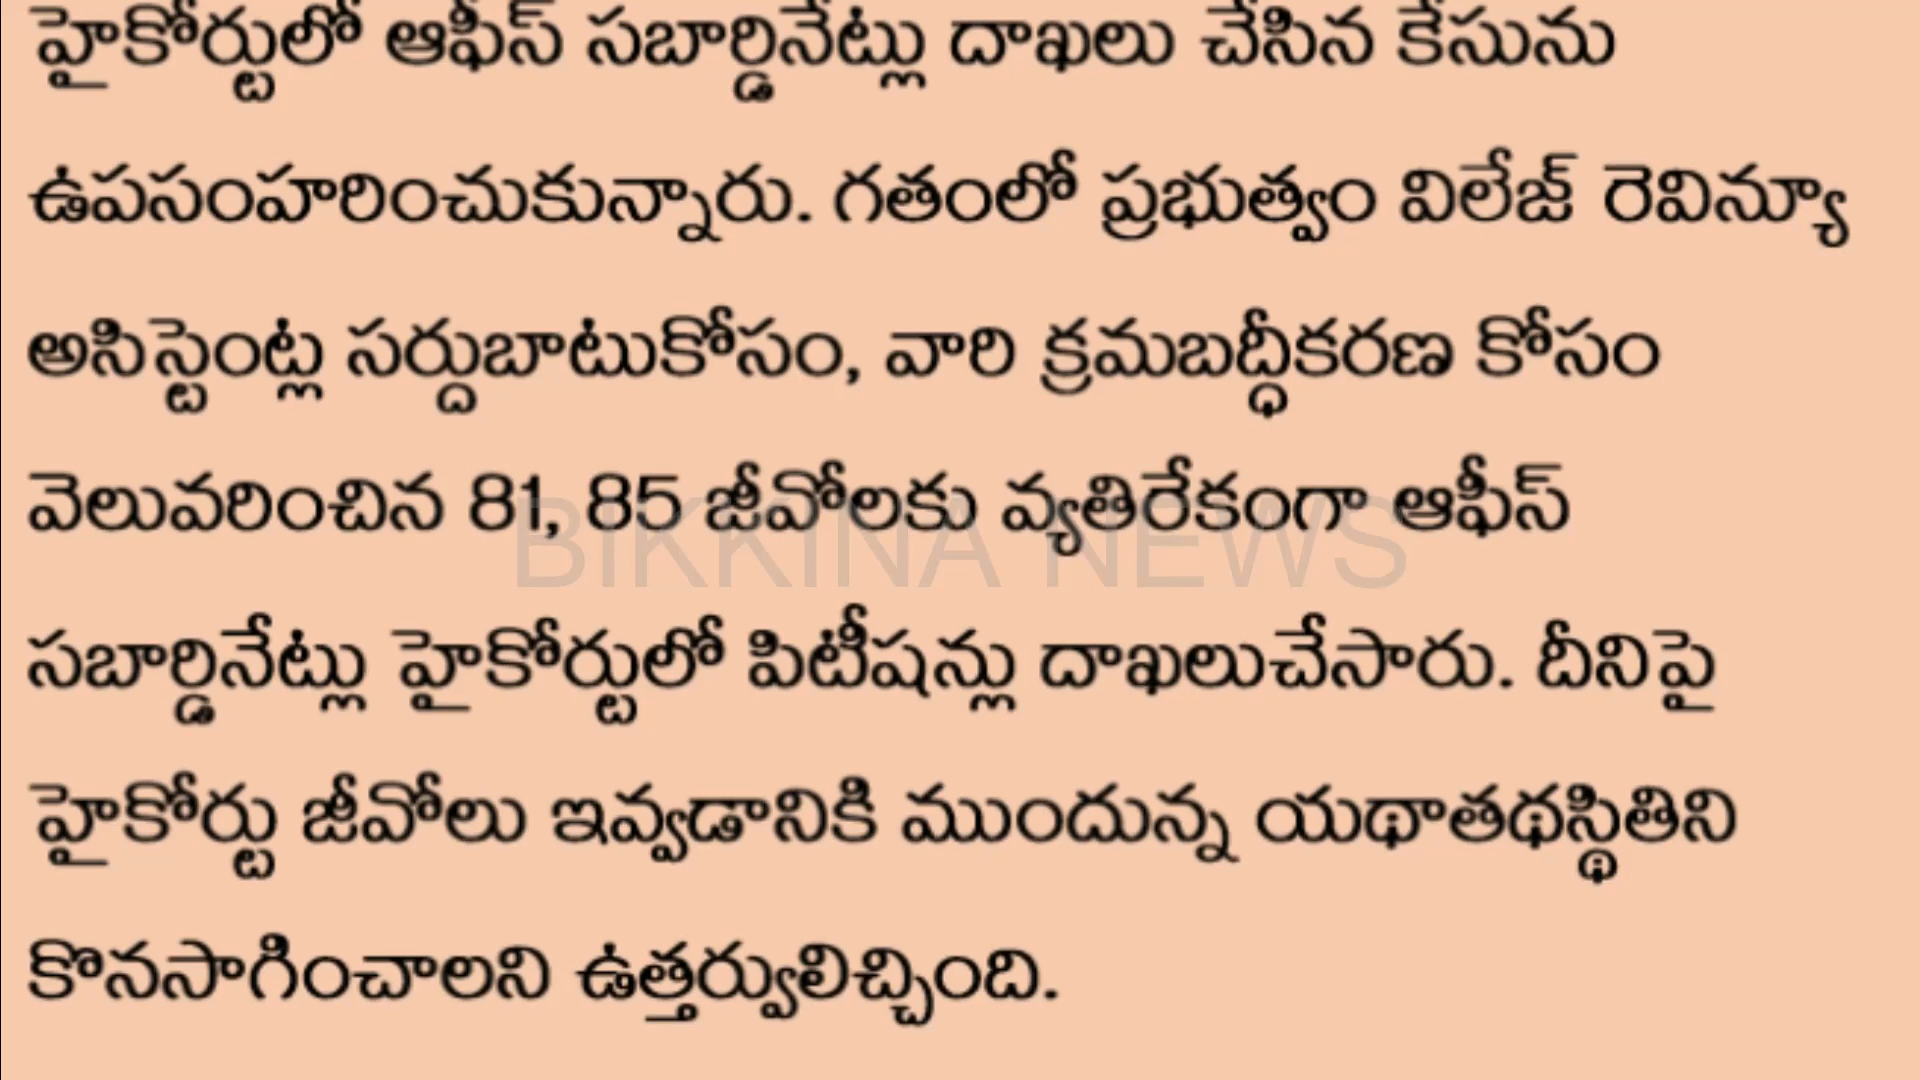 హైకోర్టులో ఆఫీస్ సబార్డినేట్లు దాఖలు చేసిన కేసును
ఉపసంహరించుకున్నారు. గతంలో ప్రభుత్వం విలేజ్ రెవిన్యూ
అసిస్టెంట్ల సర్దుబాటుకోసం, వారి క్రమబద్ధీకరణ కోసం
వెలువరించిన 81, 85 జీవోలకు వ్యతిరేకంగా ఆఫీస్
BIKKINA NEWS
సబార్డినేట్లు హైకోర్టులో పిటీషన్లు దాఖలుచేసారు. దీనిపై
హైకోర్టు జీవోలు ఇవ్వడానికి ముందున్న యథాతథస్థితిని
కొనసాగించాలని ఉత్తర్వులిచ్చింది.